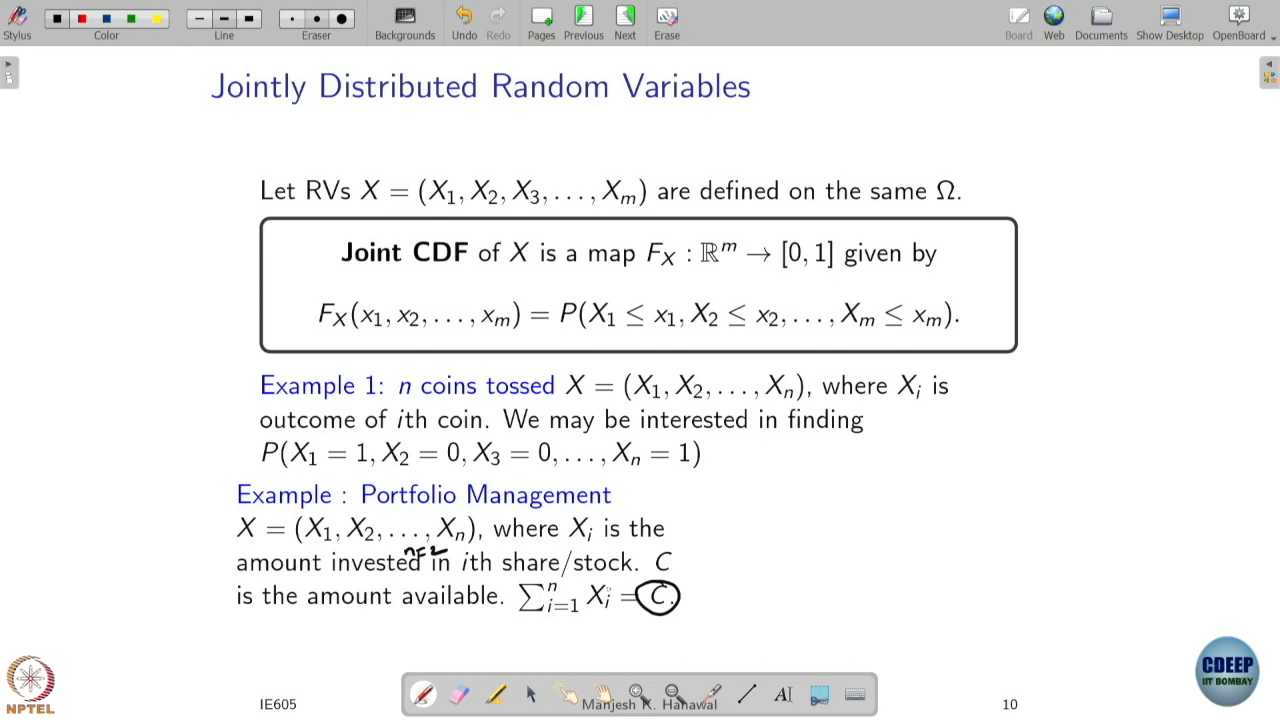 Stylus Color Line Eraser Backgrounds Undo Redo Pages Previous Next Erase Board Web Documents Show Desktop OpenBoard
Jointly Distributed Random Variables
Let RVs X = (X₁, X₂, X₃, . . . , Xₘ) are defined on the same Ω.
Joint CDF of X is a map F_X : ℝᵐ → [0, 1] given by
F_X(x₁, x₂, . . . , xₘ) = P(X₁ ≤ x₁, X₂ ≤ x₂, . . . , Xₘ ≤ xₘ).
Example 1: n coins tossed X = (X₁, X₂, . . . , Xₙ), where Xᵢ is
outcome of ith coin. We may be interested in finding
P(X₁ = 1, X₂ = 0, X₃ = 0, . . . , Xₙ = 1)
Example : Portfolio Management
X = (X₁, X₂, . . . , Xₙ), where Xᵢ is the
n=2
amount invested in ith share/stock. C
is the amount available. ∑ⁿᵢ₌₁ Xᵢ = C.
NPTEL
IE605
Manjesh K. Hanawal
10
CDEEP
IIT BOMBAY